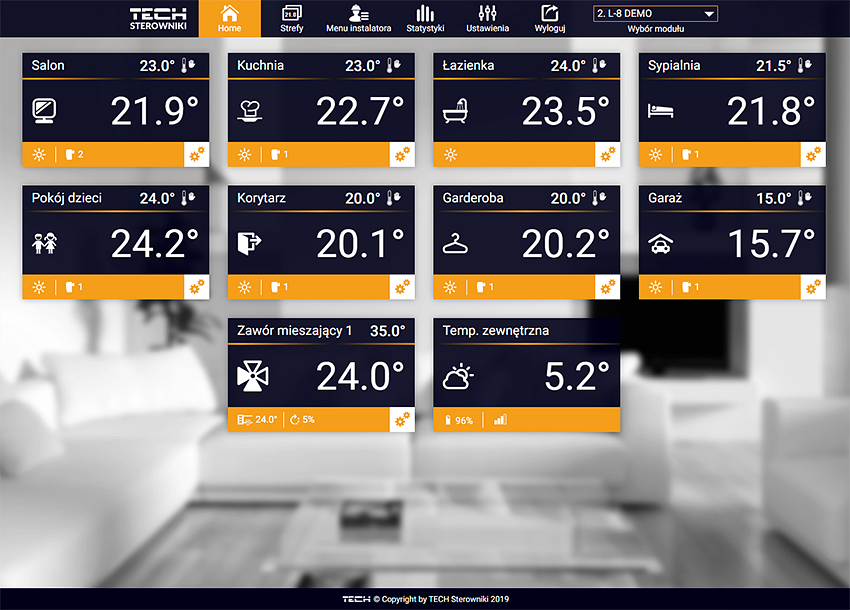 TECH
STEROWNIKI
Home
21.0
Strefy
Menu instalatora
Statystyki
Ustawienia
Wyloguj
2. L-8 DEMO
Wybór modułu
Salon 23.0°
21.9°
2
Kuchnia 23.0°
22.7°
1
Łazienka 24.0°
23.5°
Sypialnia 21.5°
21.8°
1
Pokój dzieci 24.0°
24.2°
1
Korytarz 20.0°
20.1°
1
Garderoba 20.0°
20.2°
1
Garaż 15.0°
15.7°
1
Zawór mieszający 1 35.0°
24.0°
24.0° 5%
Temp. zewnętrzna
5.2°
96%
TECH © Copyright by TECH Sterowniki 2019